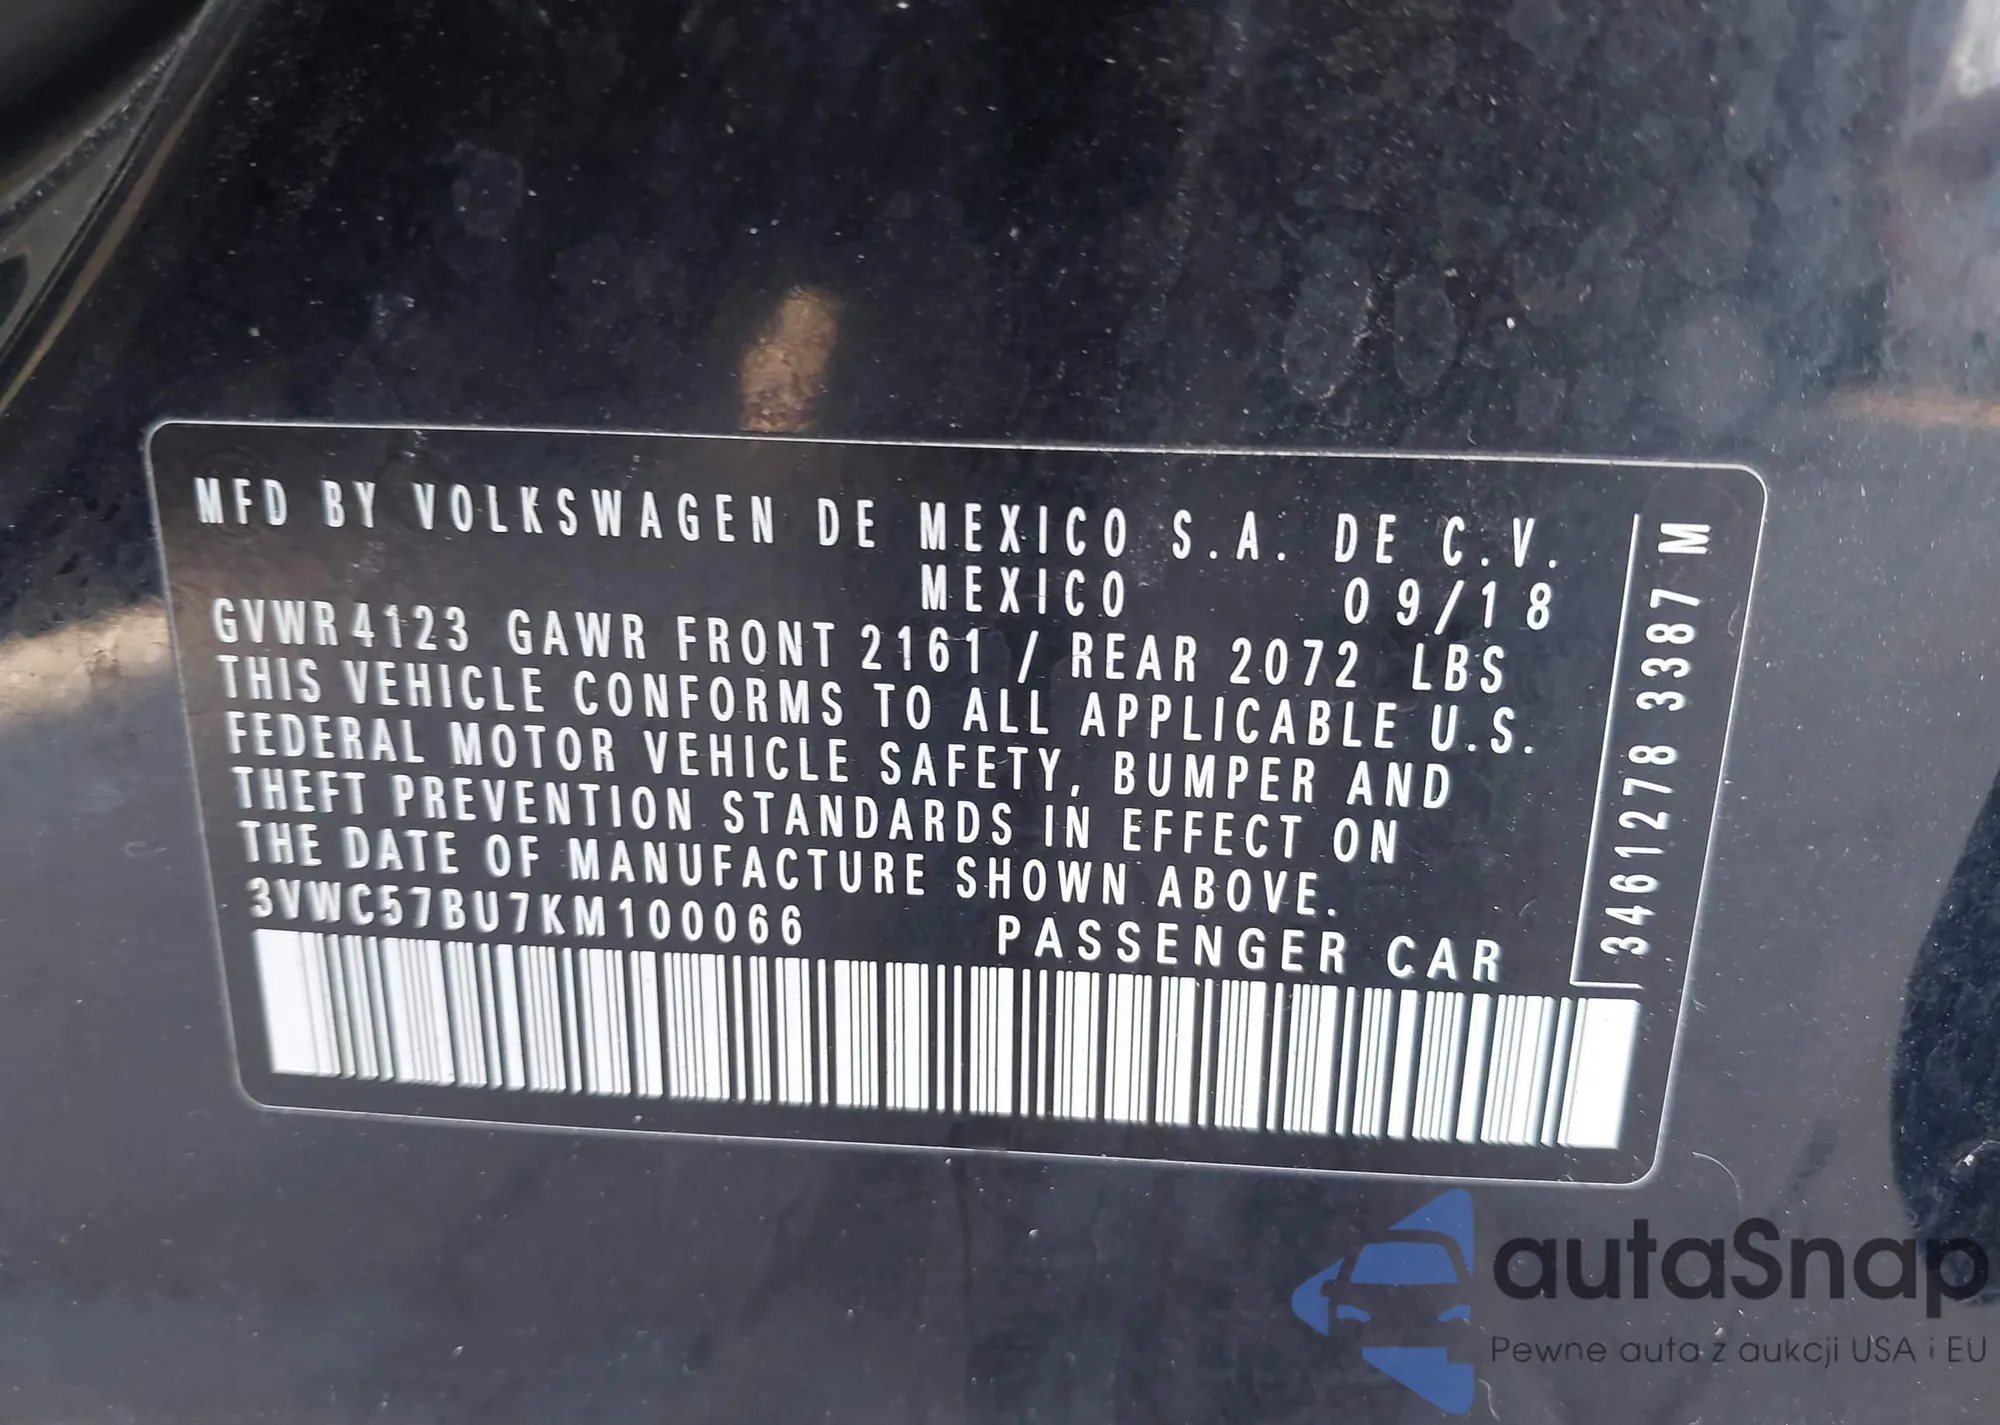 MFD BY VOLKSWAGEN DE MEXICO S.A. DE C.V.
MEXICO 09/18
GVWR 4123 GAWR FRONT 2161 / REAR 2072 LBS
THIS VEHICLE CONFORMS TO ALL APPLICABLE U.S.
FEDERAL MOTOR VEHICLE SAFETY, BUMPER AND
THEFT PREVENTION STANDARDS IN EFFECT ON
THE DATE OF MANUFACTURE SHOWN ABOVE.
3VWC57BU7KM100066 PASSENGER CAR
3461278 3387 M
autaSnap
Pewne auta z aukcji USA i EU